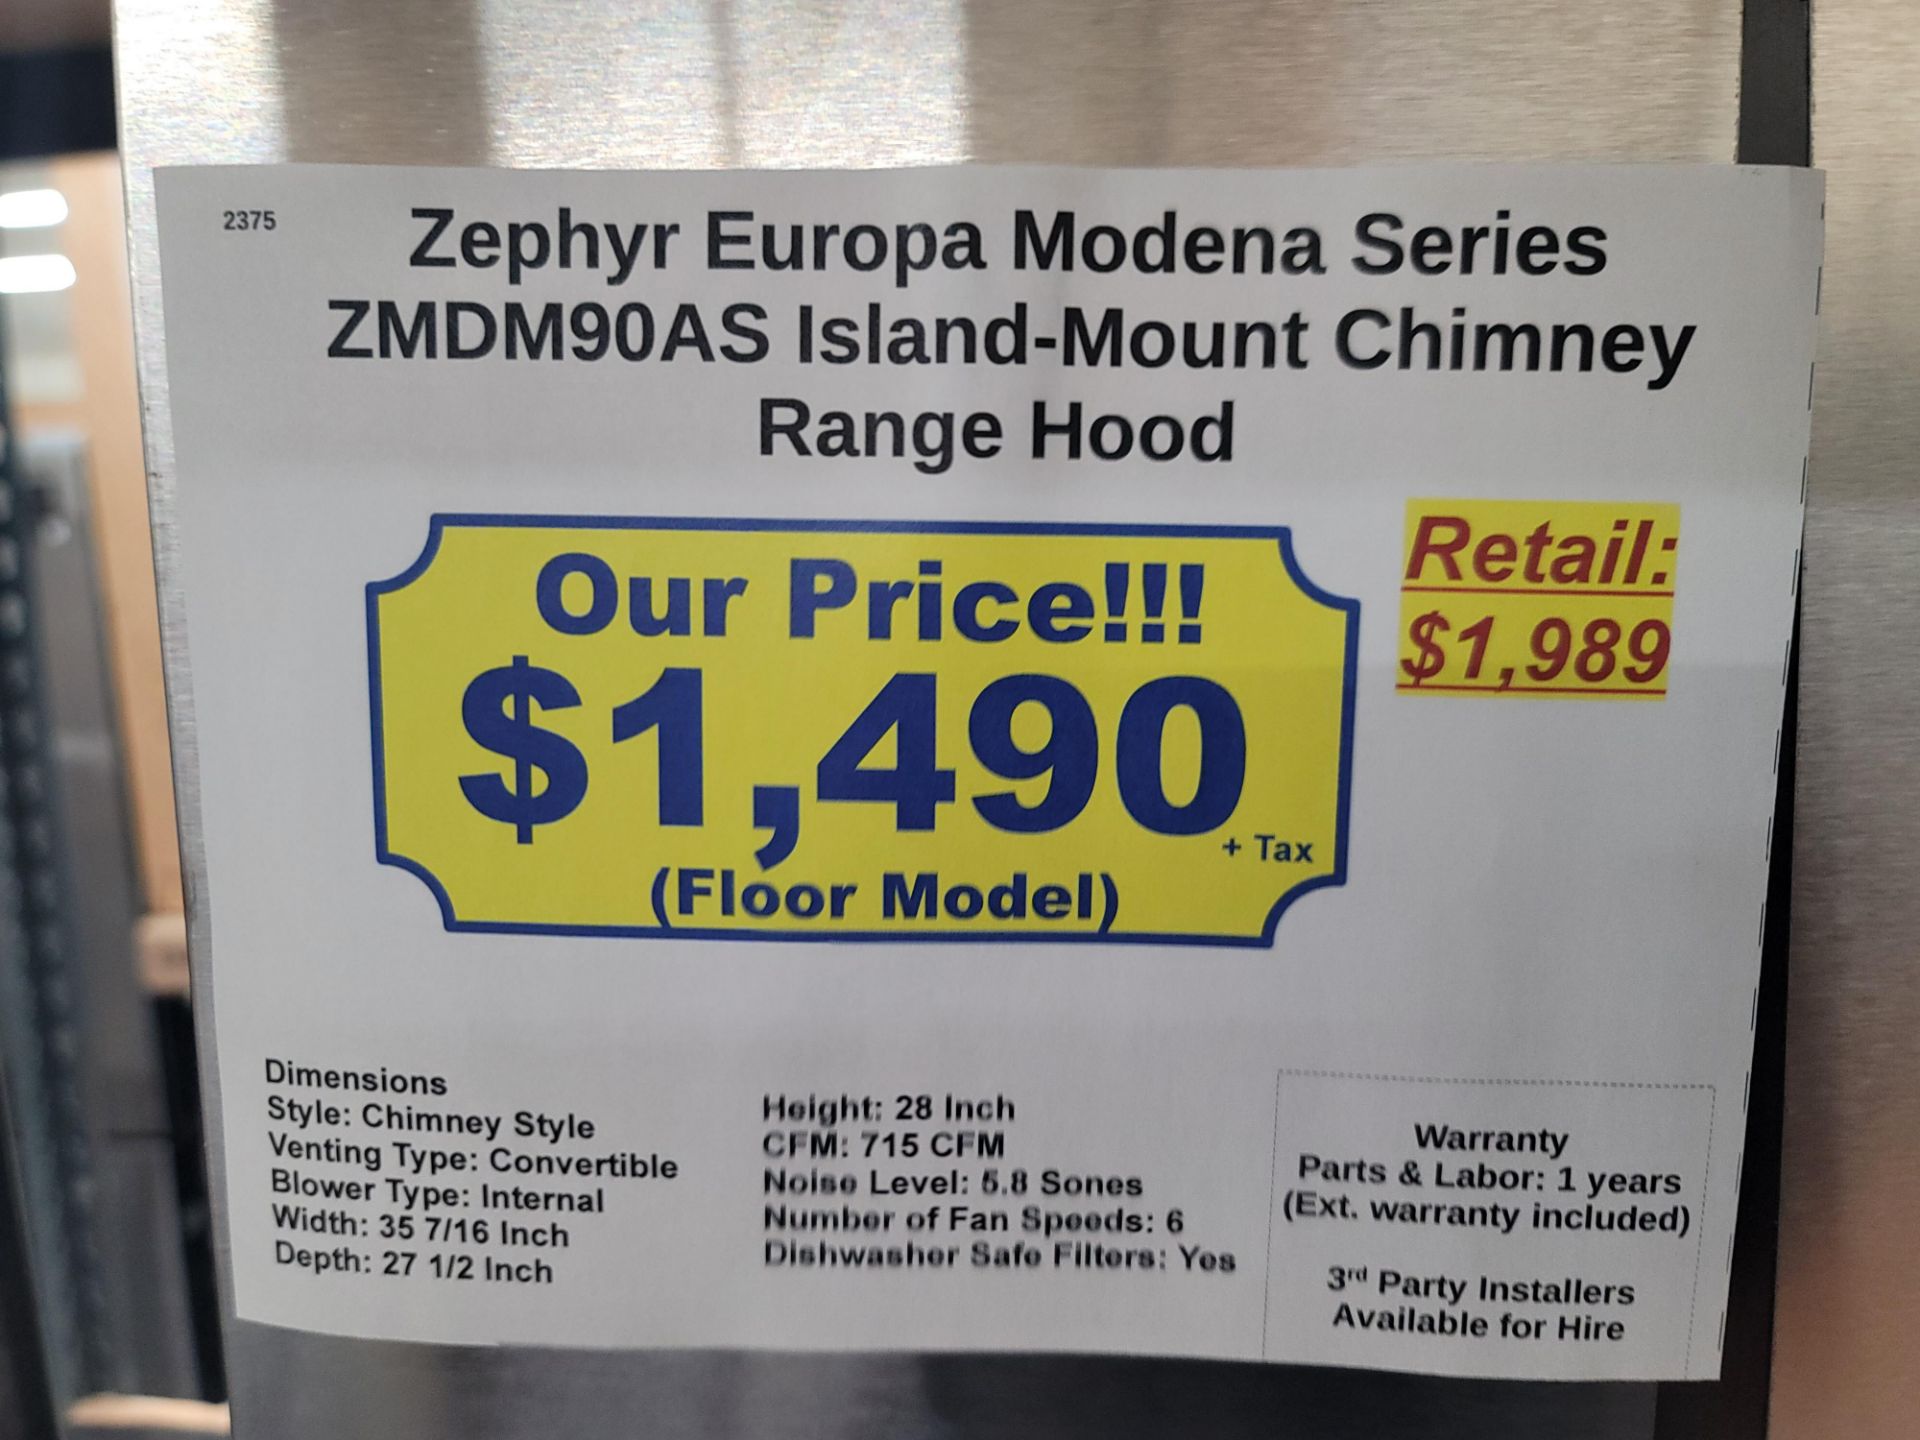 2375
Zephyr Europa Modena Series
ZMDM90AS Island-Mount Chimney
Range Hood
Our Price!!!
$1,490
+ Tax
(Floor Model)
Retail:
$1,989
Dimensions
Style: Chimney Style
Venting Type: Convertible
Blower Type: Internal
Width: 35 7/16 Inch
Depth: 27 1/2 Inch
Height: 28 Inch
CFM: 715 CFM
Noise Level: 5.8 Sones
Number of Fan Speeds: 6
Dishwasher Safe Filters: Yes
Warranty
Parts & Labor: 1 years
(Ext. warranty included)
3rd Party Installers
Available for Hire